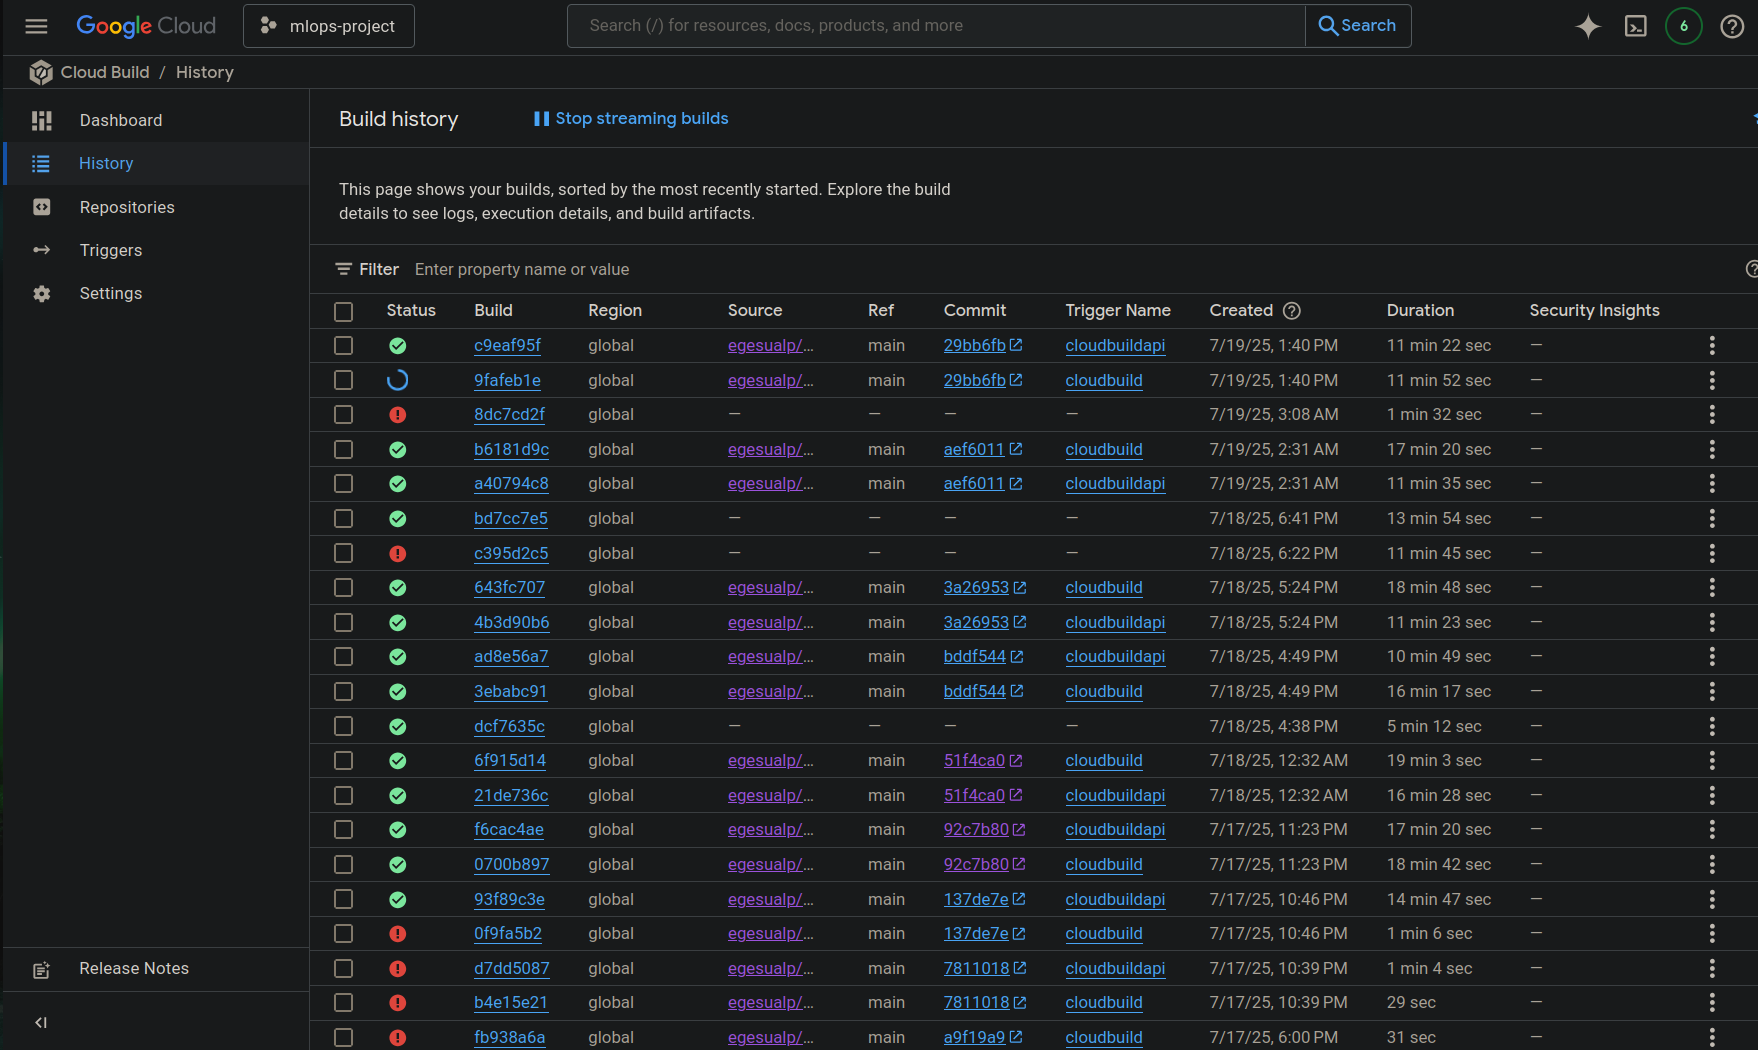 Google Cloud
mlops-project
Search (/) for resources, docs, products, and more
Search
6
Cloud Build / History
Dashboard
History
Repositories
Triggers
Settings
Release Notes
Build history
Stop streaming builds
This page shows your builds, sorted by the most recently started. Explore the build
details to see logs, execution details, and build artifacts.
Filter Enter property name or value
Status Build Region Source Ref Commit Trigger Name Created Duration Security Insights
c9eaf95f global egesualp/... main 29bb6fb cloudbuildapi 7/19/25, 1:40 PM 11 min 22 sec —
9fafeb1e global egesualp/... main 29bb6fb cloudbuild 7/19/25, 1:40 PM 11 min 52 sec —
8dc7cd2f global — — — — 7/19/25, 3:08 AM 1 min 32 sec —
b6181d9c global egesualp/... main aef6011 cloudbuild 7/19/25, 2:31 AM 17 min 20 sec —
a40794c8 global egesualp/... main aef6011 cloudbuildapi 7/19/25, 2:31 AM 11 min 35 sec —
bd7cc7e5 global — — — — 7/18/25, 6:41 PM 13 min 54 sec —
c395d2c5 global — — — — 7/18/25, 6:22 PM 11 min 45 sec —
643fc707 global egesualp/... main 3a26953 cloudbuild 7/18/25, 5:24 PM 18 min 48 sec —
4b3d90b6 global egesualp/... main 3a26953 cloudbuildapi 7/18/25, 5:24 PM 11 min 23 sec —
ad8e56a7 global egesualp/... main bddf544 cloudbuildapi 7/18/25, 4:49 PM 10 min 49 sec —
3ebabc91 global egesualp/... main bddf544 cloudbuild 7/18/25, 4:49 PM 16 min 17 sec —
dcf7635c global — — — — 7/18/25, 4:38 PM 5 min 12 sec —
6f915d14 global egesualp/... main 51f4ca0 cloudbuild 7/18/25, 12:32 AM 19 min 3 sec —
21de736c global egesualp/... main 51f4ca0 cloudbuildapi 7/18/25, 12:32 AM 16 min 28 sec —
f6cac4ae global egesualp/... main 92c7b80 cloudbuildapi 7/17/25, 11:23 PM 17 min 20 sec —
0700b897 global egesualp/... main 92c7b80 cloudbuild 7/17/25, 11:23 PM 18 min 42 sec —
93f89c3e global egesualp/... main 137de7e cloudbuildapi 7/17/25, 10:46 PM 14 min 47 sec —
0f9fa5b2 global egesualp/... main 137de7e cloudbuild 7/17/25, 10:46 PM 1 min 6 sec —
d7dd5087 global egesualp/... main 7811018 cloudbuildapi 7/17/25, 10:39 PM 1 min 4 sec —
b4e15e21 global egesualp/... main 7811018 cloudbuild 7/17/25, 10:39 PM 29 sec —
fb938a6a global egesualp/... main a9f19a9 cloudbuild 7/17/25, 6:00 PM 31 sec —